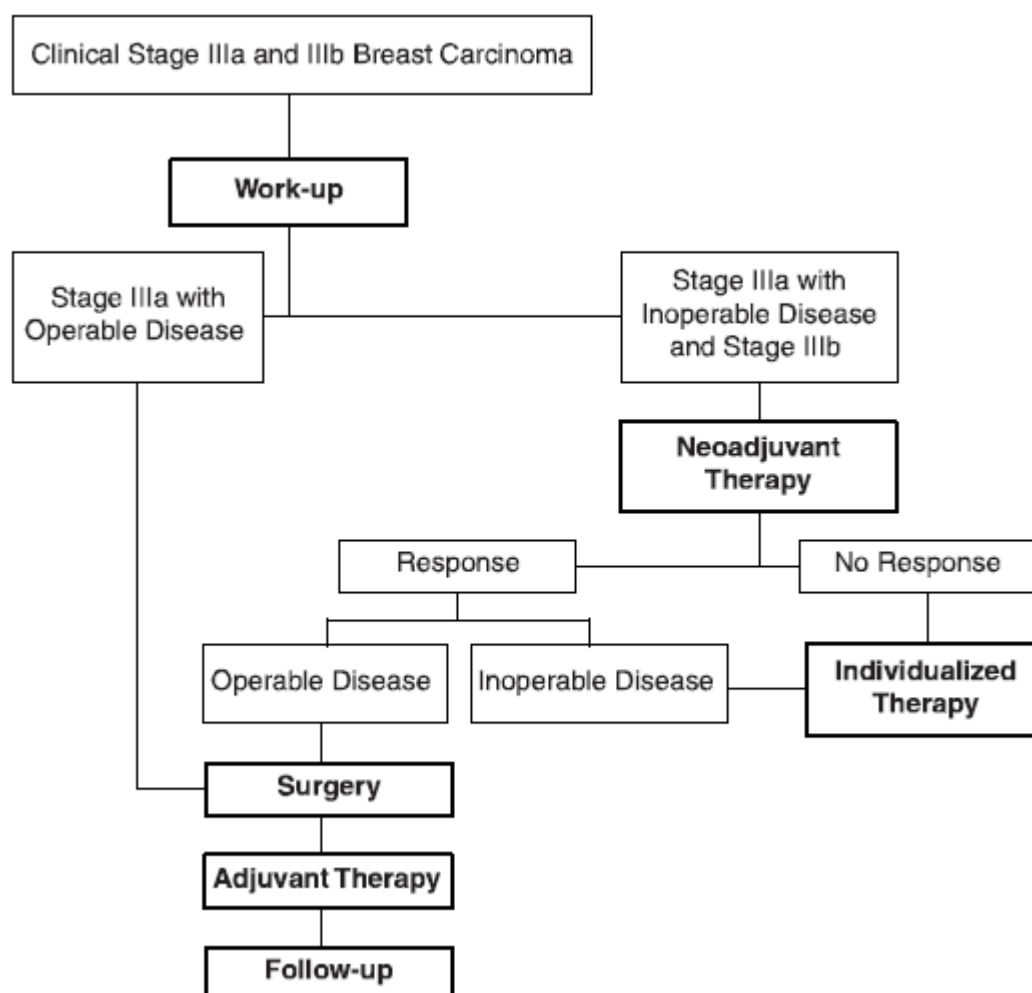 Clinical Stage IIIa and IIIb Breast Carcinoma
Work-up
Stage IIIa with
Operable Disease
Stage IIIa with
Inoperable Disease
and Stage IIIb
Neoadjuvant
Therapy
Response
No Response
Operable Disease
Inoperable Disease
Individualized
Therapy
Surgery
Adjuvant Therapy
Follow-up